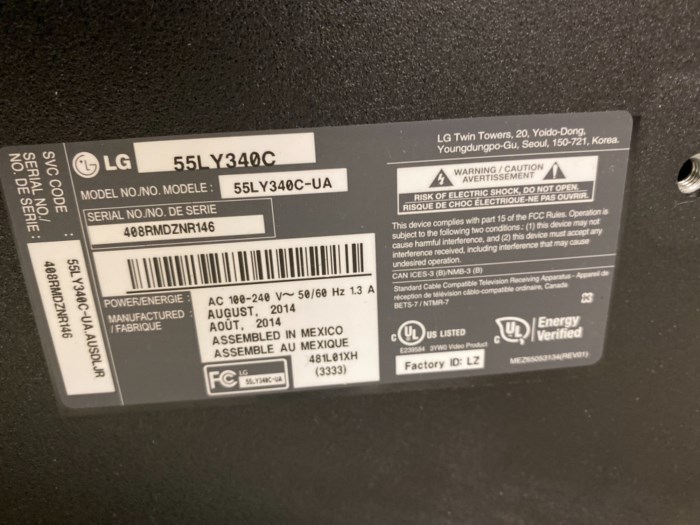 LG 55LY340C
MODEL NO./NO. MODELE : 55LY340C-UA
SERIAL NO./NO. DE SERIE
408RMDZNR146
POWER/ENERGIE : AC 100-240 V~ 50/60 Hz 1.3 A
MANUFACTURED : AUGUST, 2014
/ FABRIQUE AOÛT, 2014
ASSEMBLED IN MEXICO
ASSEMBLE AU MEXIQUE
481L01XH
(3333)
FC LG
55LY340C-UA
SVC CODE : 55LY340C-UA.AUSDLJR
SERIAL NO./
NO. DE SERIE : 408RMDZNR146
LG Twin Towers, 20, Yoido-Dong,
Youngdungpo-Gu, Seoul, 150-721, Korea.
WARNING / CAUTION
AVERTISSEMENT
RISK OF ELECTRIC SHOCK, DO NOT OPEN.
RISQUE DE CHOC ÉLECTRIQUE-NE PAS OUVRIR.
This device complies with part 15 of the FCC Rules. Operation is
subject to the following two conditions : (1) this device may not
cause harmful interference, and (2) this device must accept any
interference received, including interference that may cause
undesired operation.
CAN ICES-3 (B)/NMB-3 (B)
Standard Cable Compatible Television Receiving Apparatus - Appareil de
réception de télévision câblo-compatible ordinaire, Canada.
BETS-7 / NTMR-7
c UL US LISTED
E239584 3YW0 Video Product
c UL Energy
Verified
Factory ID: LZ
MEZ65053134(REV01)